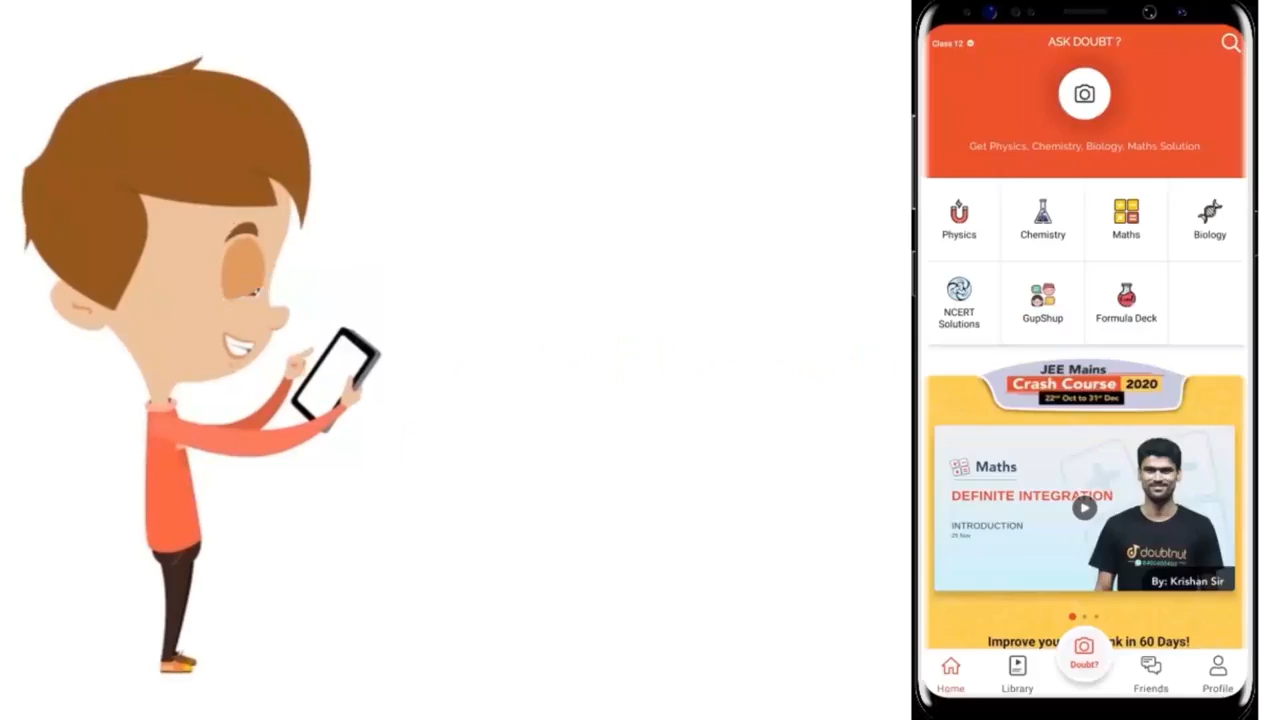 Class 12
ASK DOUBT ?
Get Physics, Chemistry, Biology, Maths Solution
Physics
Chemistry
Maths
Biology
NCERT
Solutions
GupShup
Formula Deck
JEE Mains
Crash Course 2020
22nd Oct to 31st Dec
Maths
DEFINITE INTEGRATION
INTRODUCTION
doubtnut
By: Krishan Sir
Improve you nk in 60 Days!
Doubt?
Home
Library
Friends
Profile